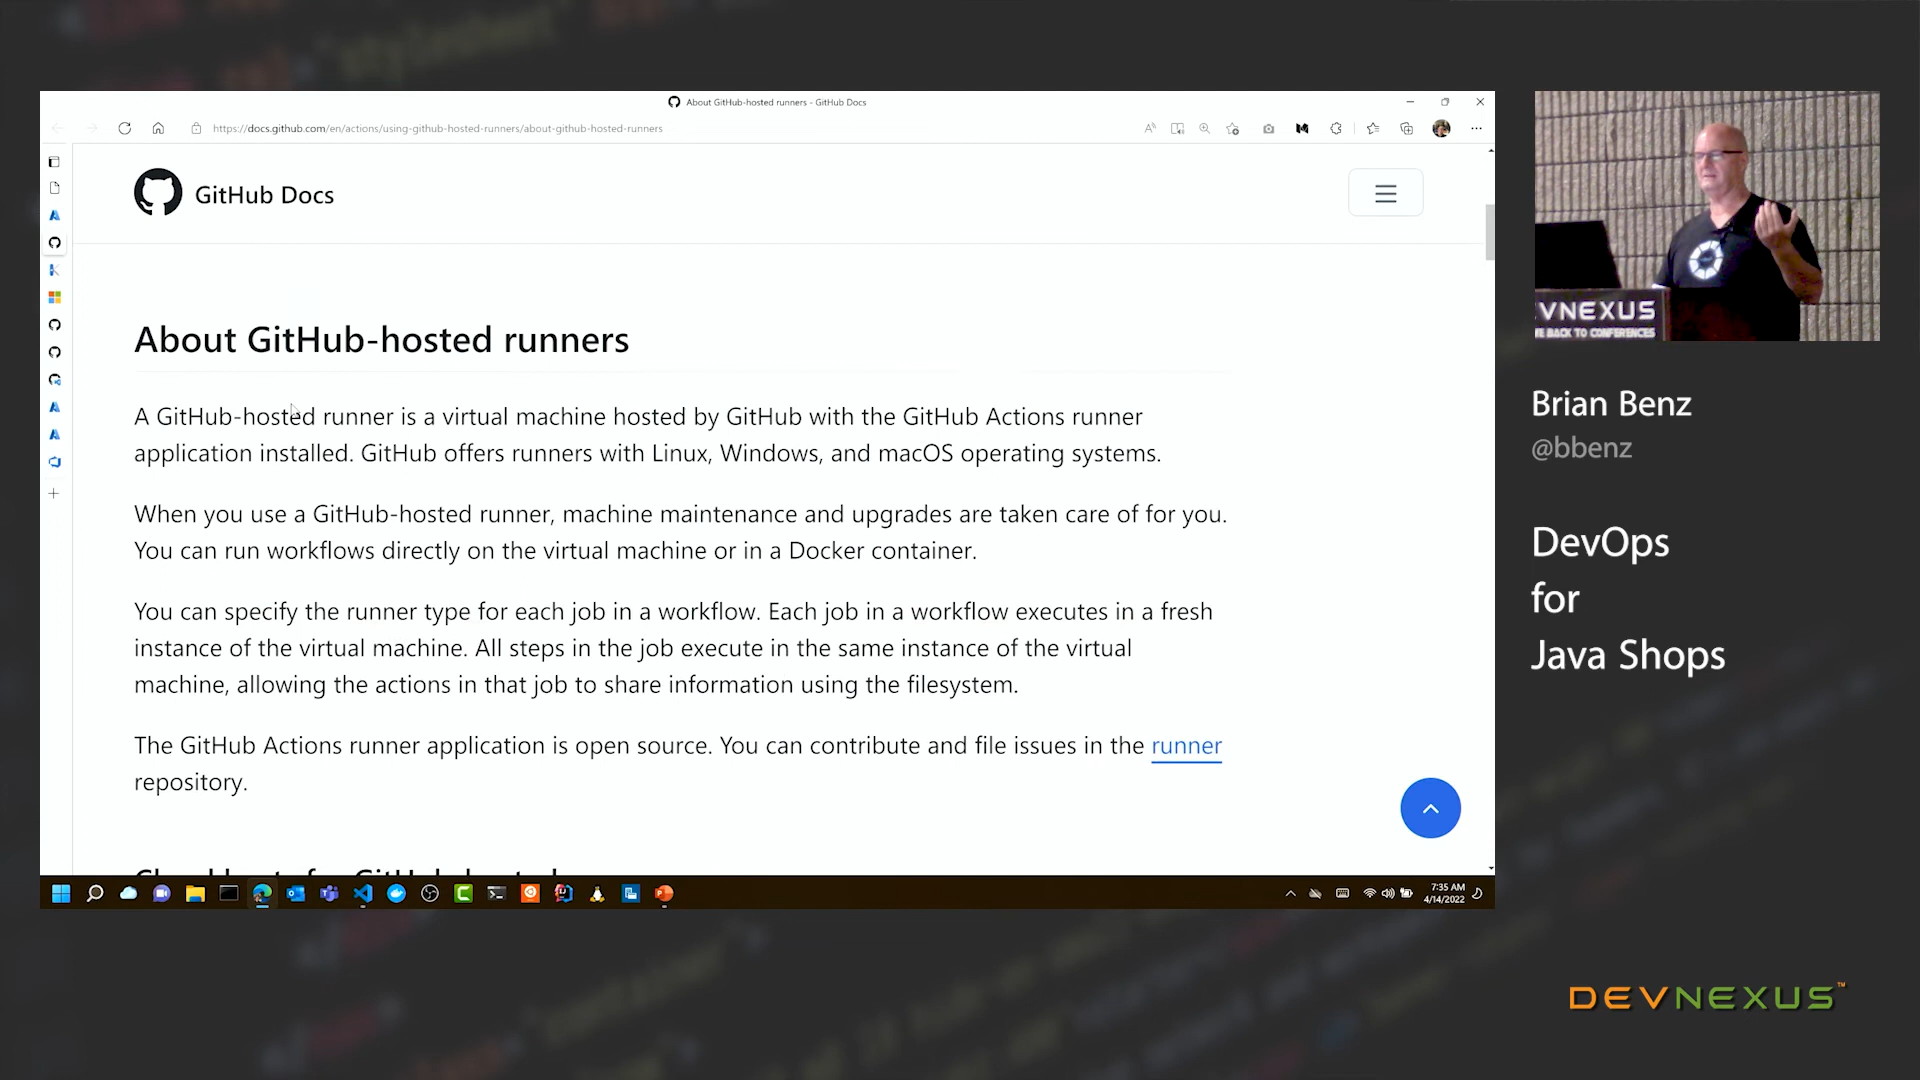 About GitHub-hosted runners - GitHub Docs
https://docs.github.com/en/actions/using-github-hosted-runners/about-github-hosted-runners
GitHub Docs
About GitHub-hosted runners
A GitHub-hosted runner is a virtual machine hosted by GitHub with the GitHub Actions runner
application installed. GitHub offers runners with Linux, Windows, and macOS operating systems.
When you use a GitHub-hosted runner, machine maintenance and upgrades are taken care of for you.
You can run workflows directly on the virtual machine or in a Docker container.
You can specify the runner type for each job in a workflow. Each job in a workflow executes in a fresh
instance of the virtual machine. All steps in the job execute in the same instance of the virtual
machine, allowing the actions in that job to share information using the filesystem.
The GitHub Actions runner application is open source. You can contribute and file issues in the runner
repository.
7:35 AM
4/14/2022
VNEXUS
BACK TO CONFERENCES
Brian Benz
@bbenz
DevOps
for
Java Shops
DEVNEXUS™